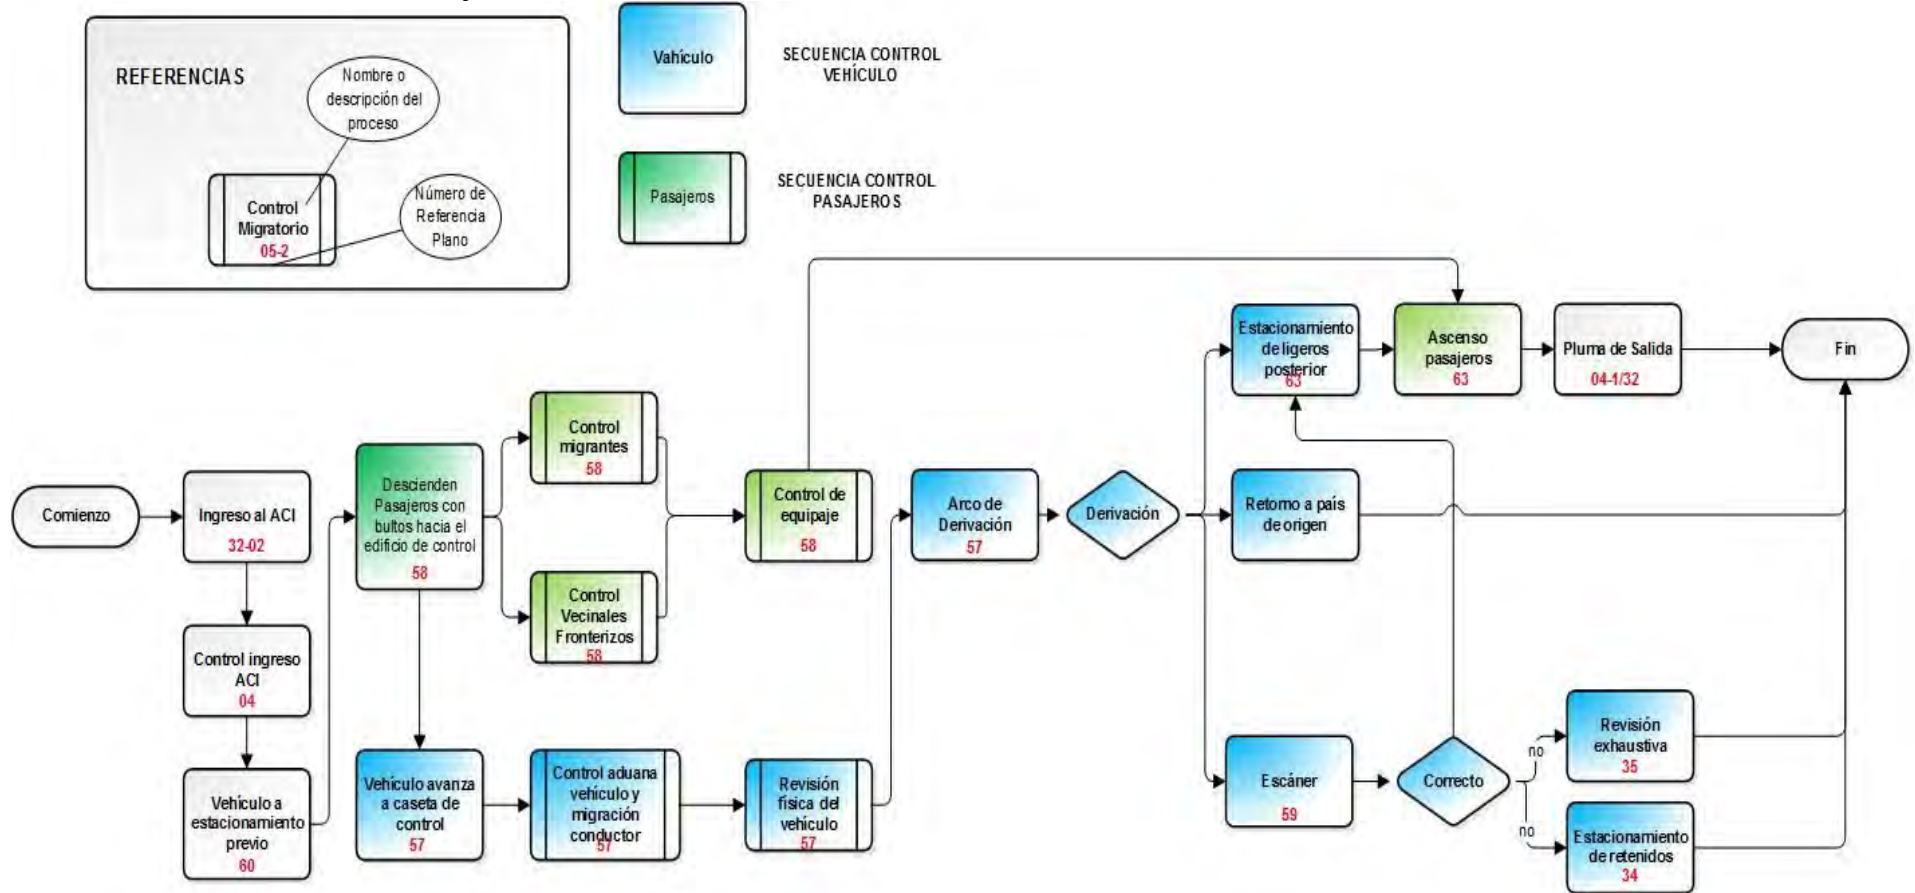 REFERENCIAS
Nombre o
descripción del
proceso
Control
Migratorio
05-2
Número de
Referencia
Plano
Vahículo
SECUENCIA CONTROL
VEHÍCULO
Pasajeros
SECUENCIA CONTROL
PASAJEROS
Comienzo
Ingreso al ACI
32-02
Control ingreso
ACI
04
Vehículo a
estacionamiento
previo
60
Descienden
Pasajeros con
bultos hacia el
edificio de control
58
Control
migrantes
58
Control
Vecinales
Fronterizos
58
Control de
equipaje
58
Vehículo avanza
a caseta de
control
57
Control aduana
vehículo y
migración
conductor
57
Revisión
física del
vehículo
57
Arco de
Derivación
57
Derivación
Estacionamiento
de ligeros
posterior
63
Ascenso
pasajeros
63
Pluma de Salida
04-1/32
Fin
Retorno a país
de origen
Escáner
59
Correcto
no
Revisión
exhaustiva
35
no
Estacionamiento
de retenidos
34